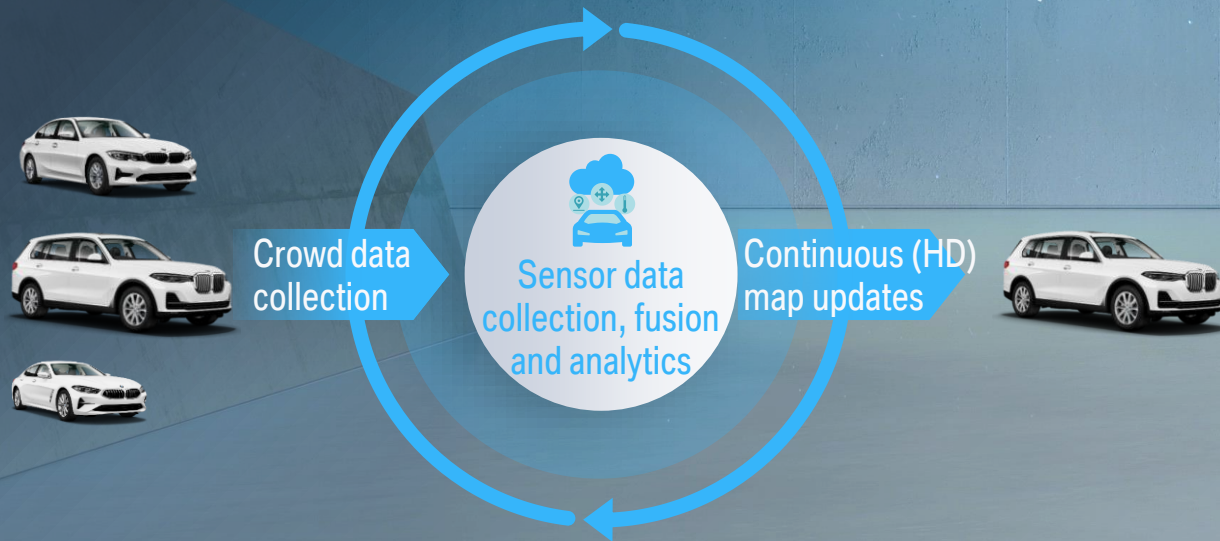 Crowd data
collection
Sensor data
collection, fusion
and analytics
Continuous (HD)
map updates